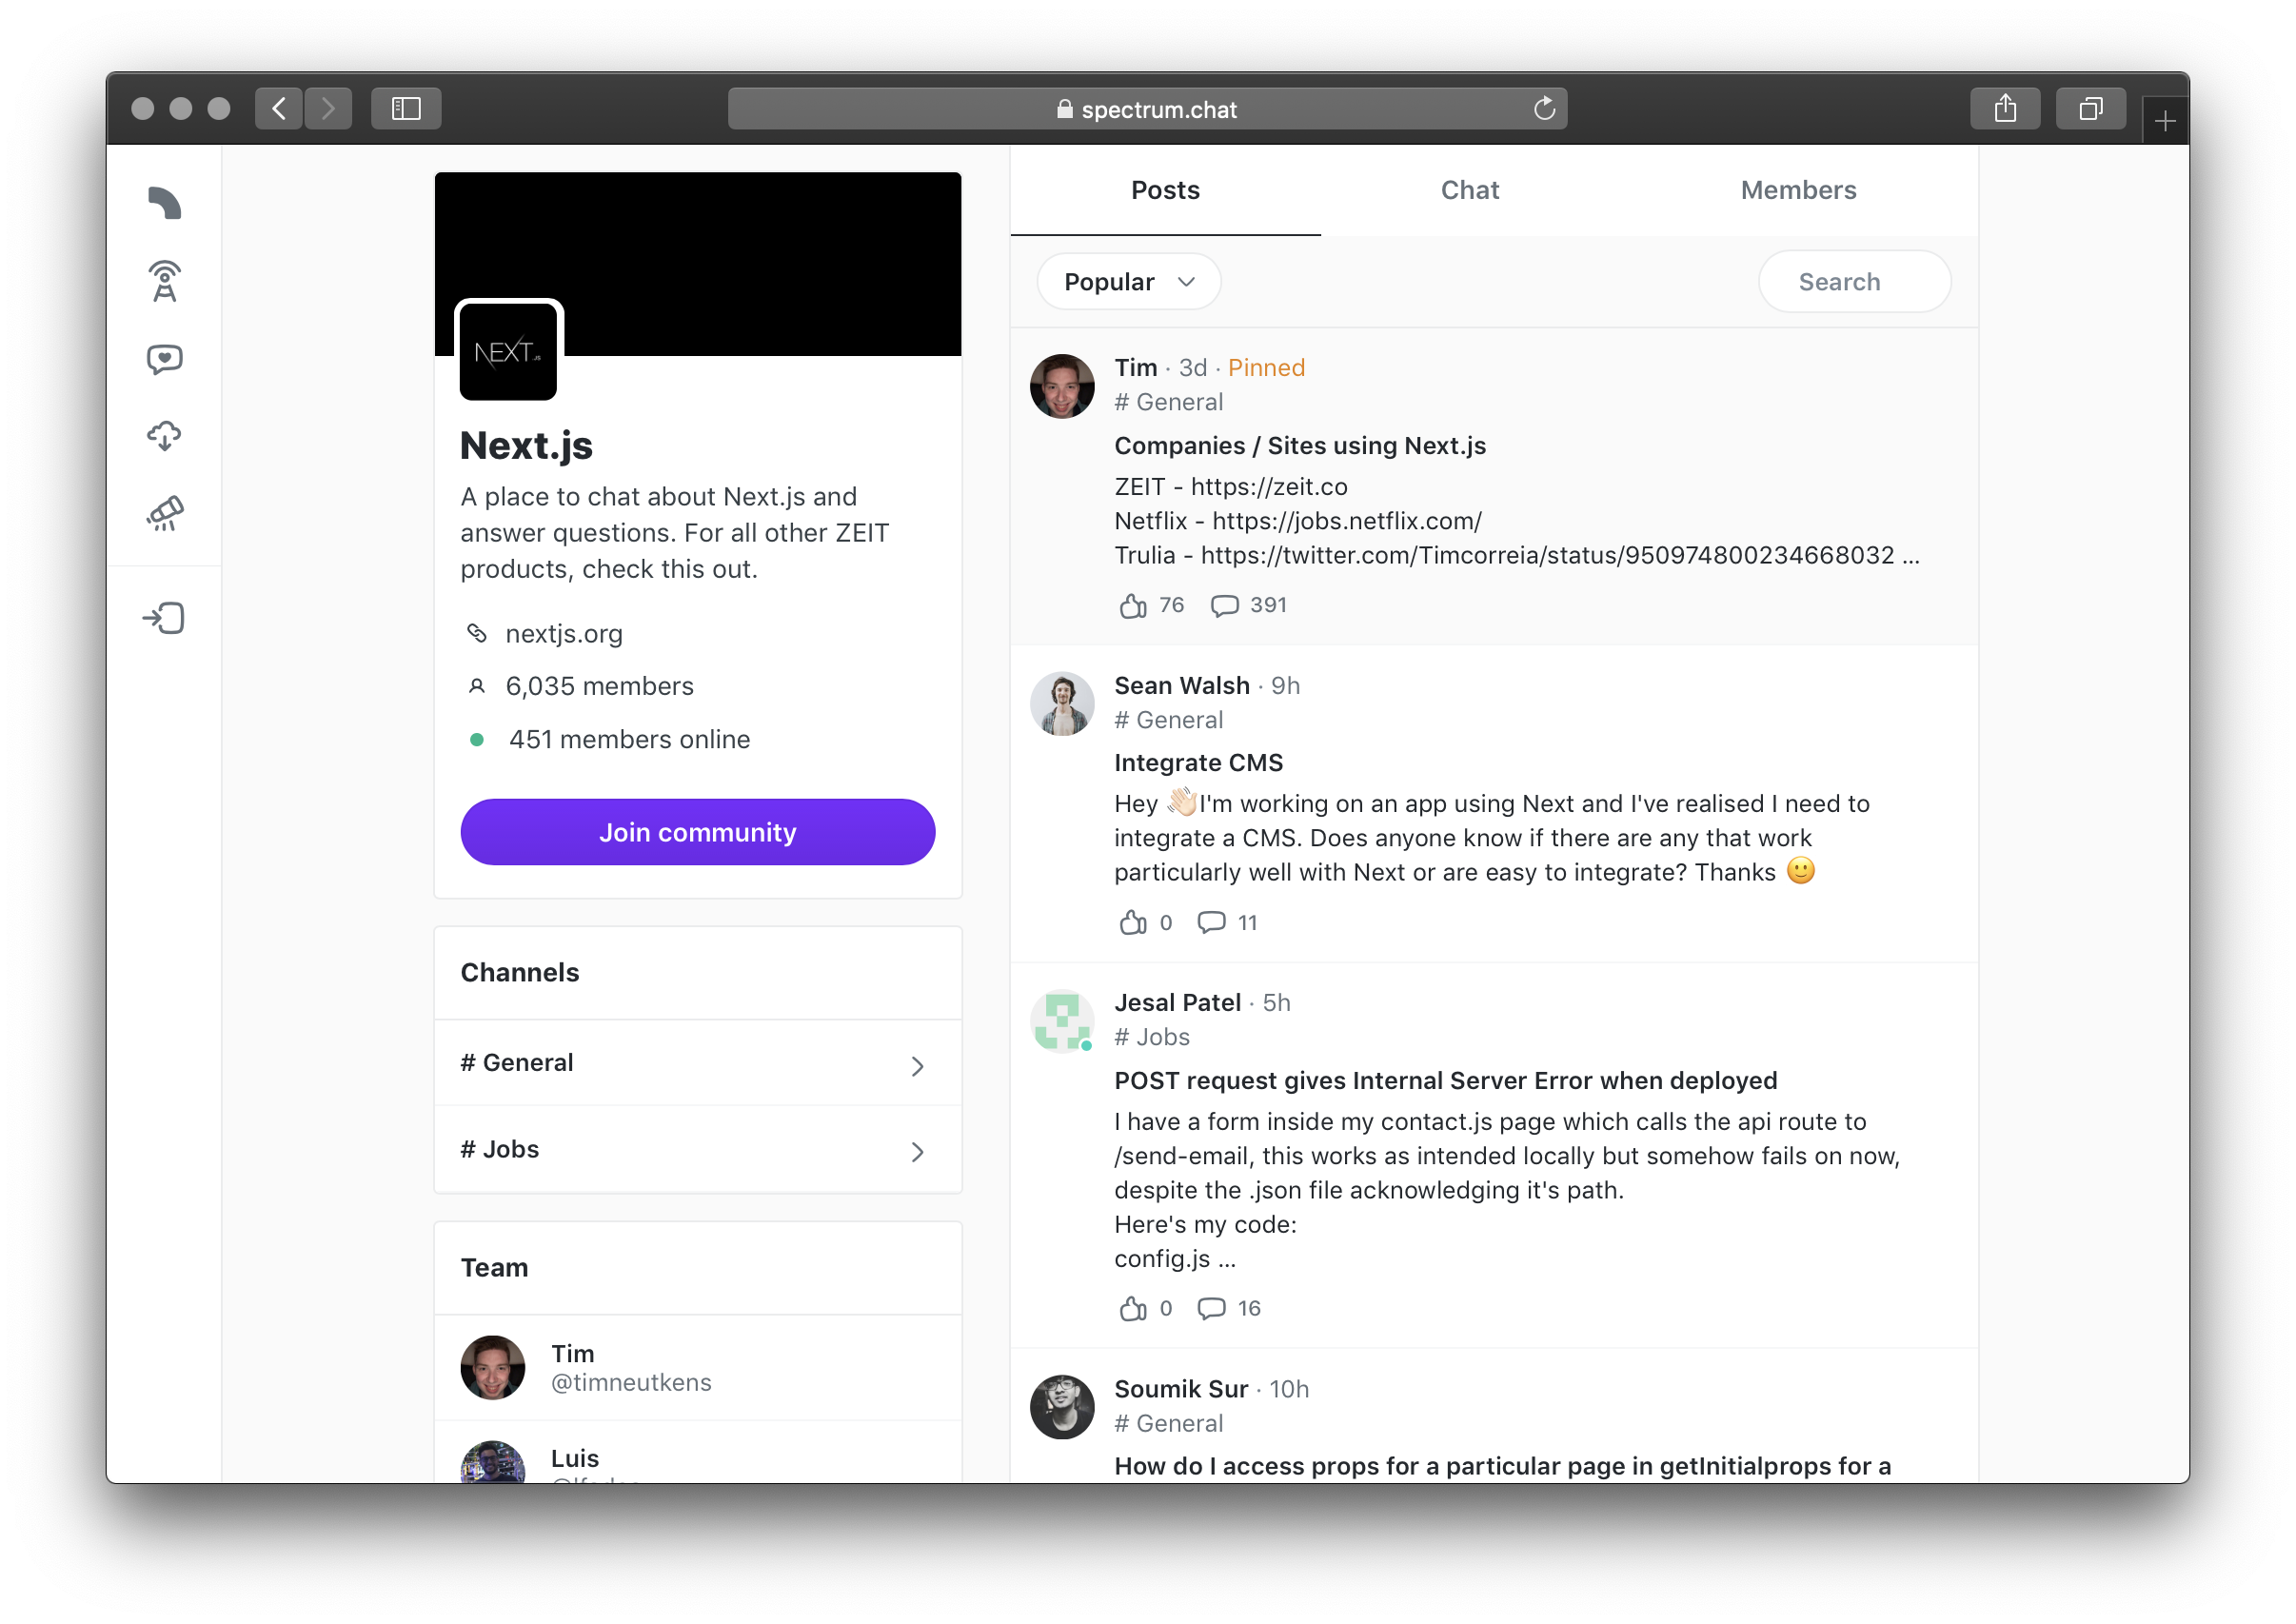 spectrum.chat
NEXT.JS
Next.js
A place to chat about Next.js and
answer questions. For all other ZEIT
products, check this out.
nextjs.org
6,035 members
451 members online
Join community
Channels
# General
# Jobs
Team
Tim
@timneutkens
Luis
Posts
Chat
Members
Popular
Search
Tim · 3d · Pinned
# General
Companies / Sites using Next.js
ZEIT - https://zeit.co
Netflix - https://jobs.netflix.com/
Trulia - https://twitter.com/Timcorreia/status/950974800234668032 ...
76 391
Sean Walsh · 9h
# General
Integrate CMS
Hey 👋🏻I'm working on an app using Next and I've realised I need to
integrate a CMS. Does anyone know if there are any that work
particularly well with Next or are easy to integrate? Thanks 🙂
0 11
Jesal Patel · 5h
# Jobs
POST request gives Internal Server Error when deployed
I have a form inside my contact.js page which calls the api route to
/send-email, this works as intended locally but somehow fails on now,
despite the .json file acknowledging it's path.
Here's my code:
config.js ...
0 16
Soumik Sur · 10h
# General
How do I access props for a particular page in getInitialprops for a